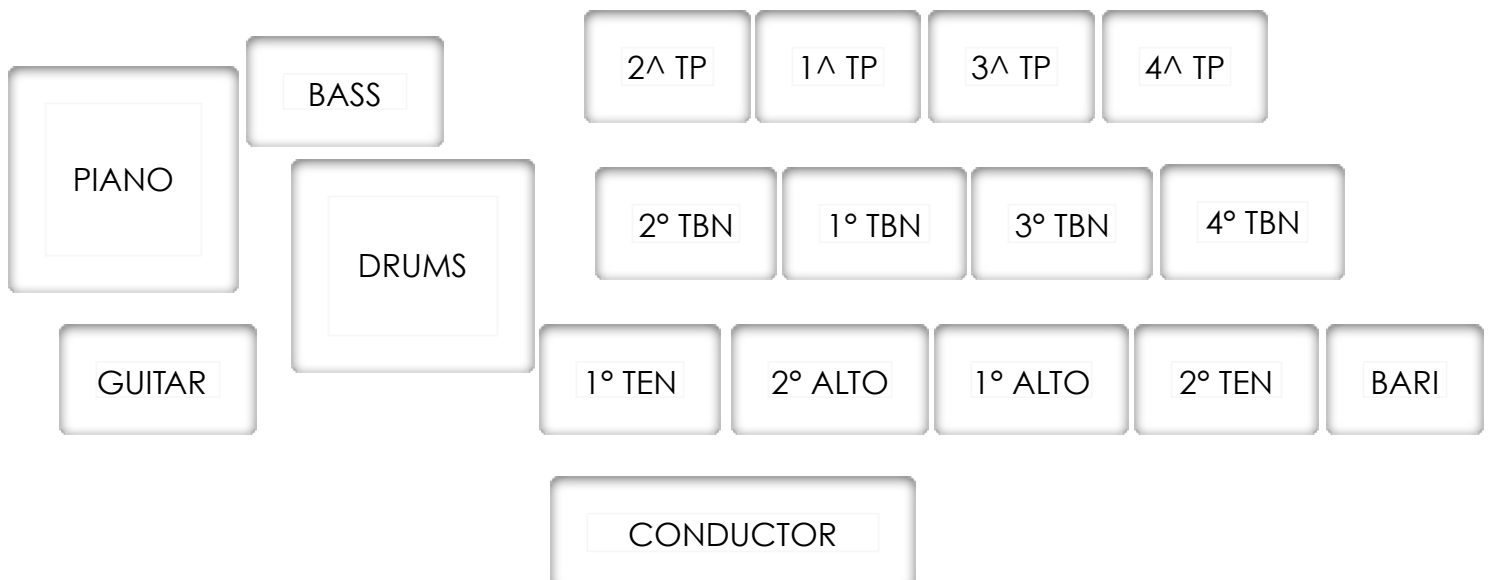 2^ TP
1^ TP
3^ TP
4^ TP
BASS
PIANO
2° TBN
1° TBN
3° TBN
4° TBN
DRUMS
GUITAR
1° TEN
2° ALTO
1° ALTO
2° TEN
BARI
CONDUCTOR